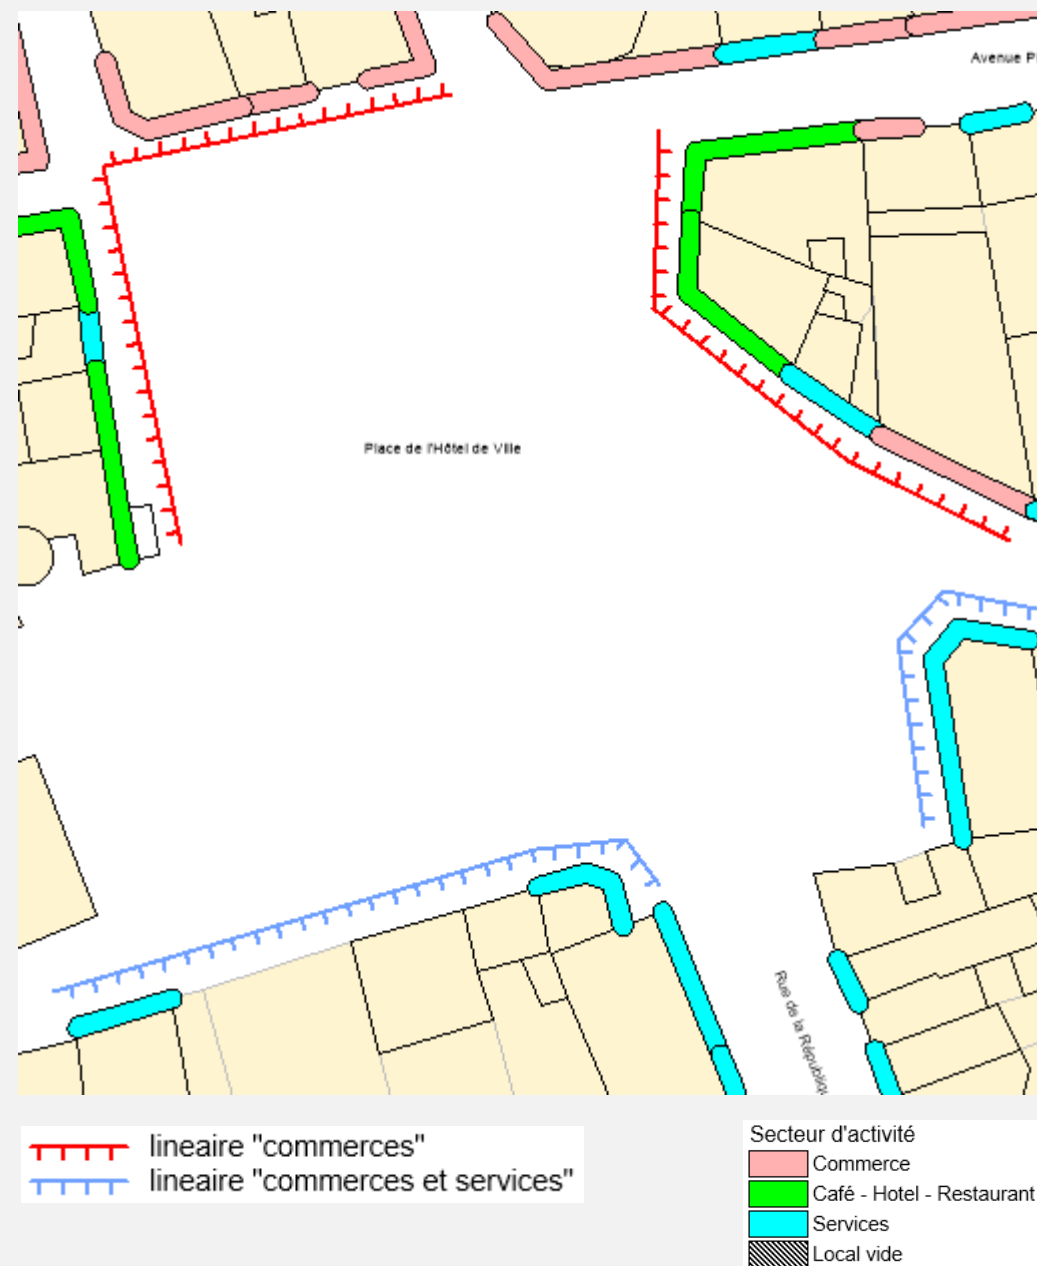 Avenue
Place de l'Hôtel de Ville
Rue de la
lineaire "commerces"
lineaire "commerces et services"
Secteur d'activité
Commerce
Café - Hotel - Restaurant
Services
Local vide